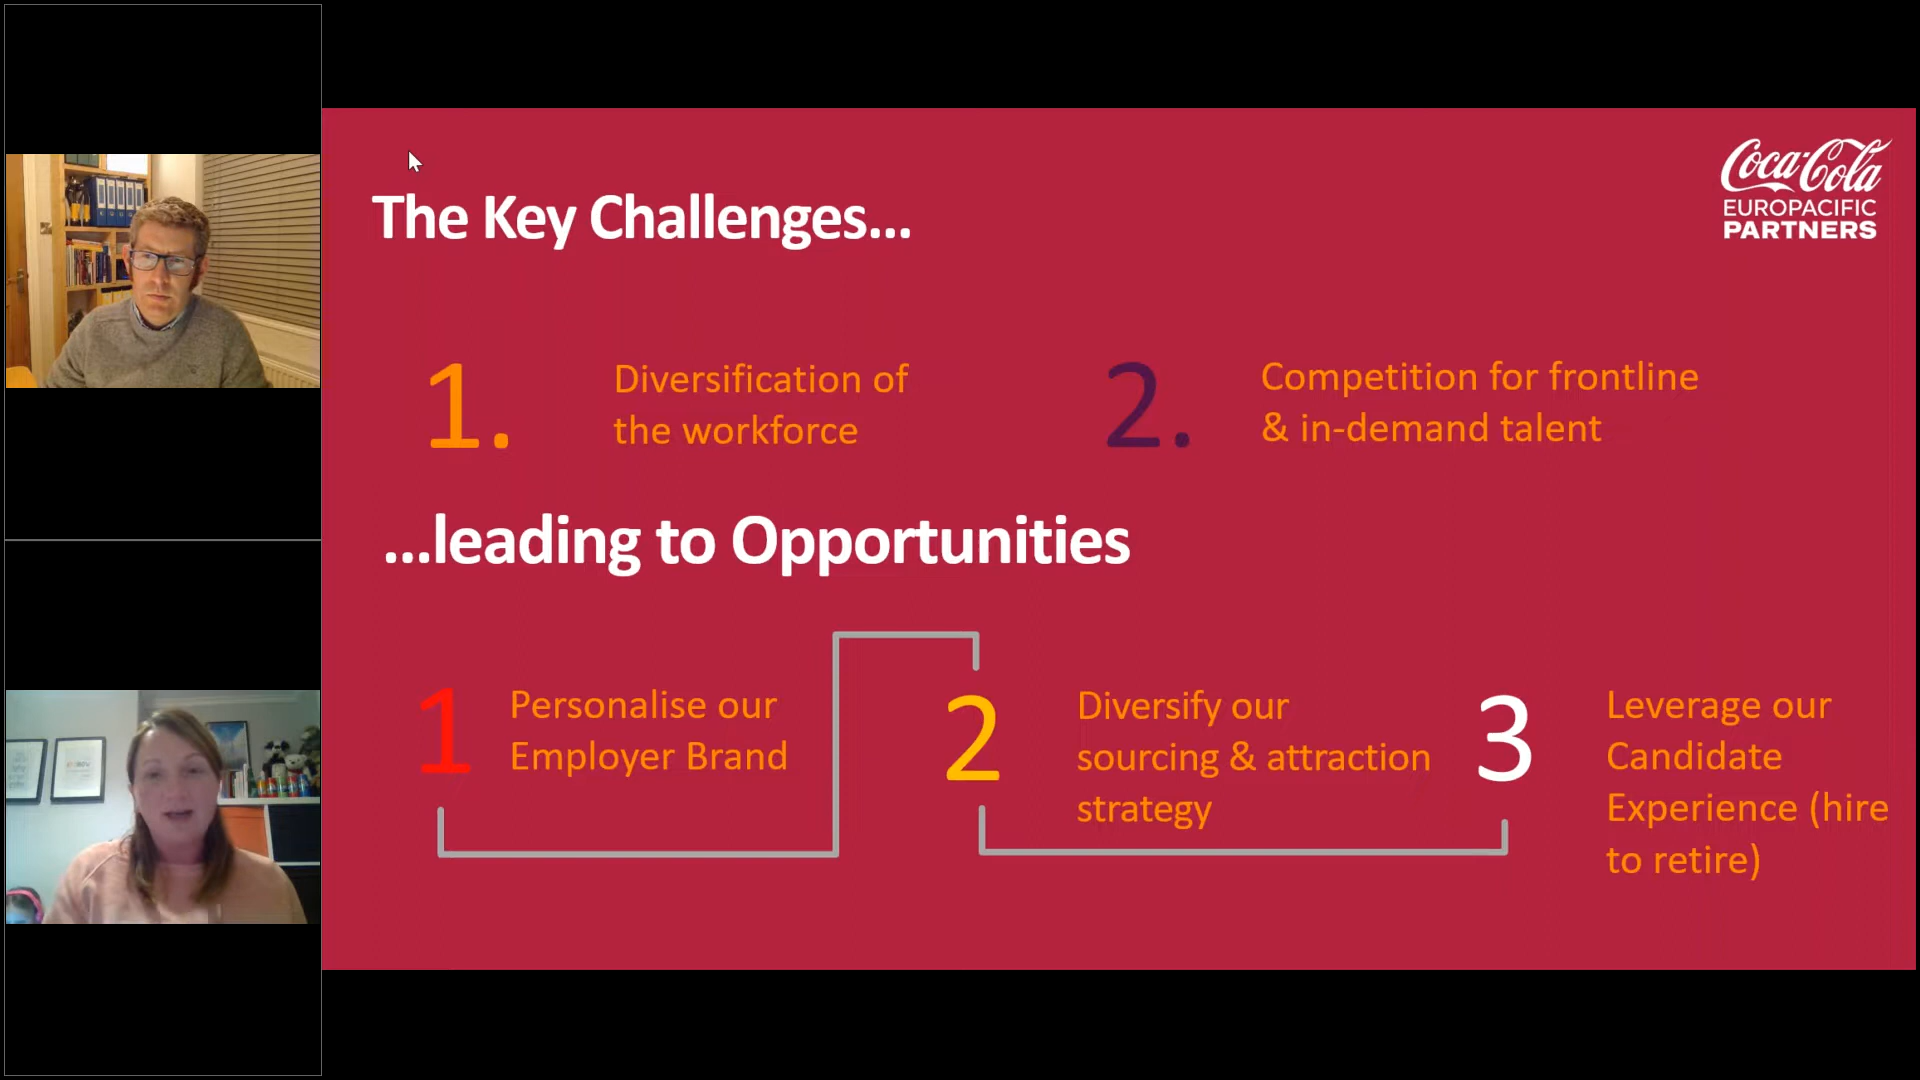 The Key Challenges...
Coca-Cola
EUROPACIFIC
PARTNERS
1.
Diversification of
the workforce
2.
Competition for frontline
& in-demand talent
...leading to Opportunities
1
Personalise our
Employer Brand
2
Diversify our
sourcing & attraction
strategy
3
Leverage our
Candidate
Experience (hire
to retire)